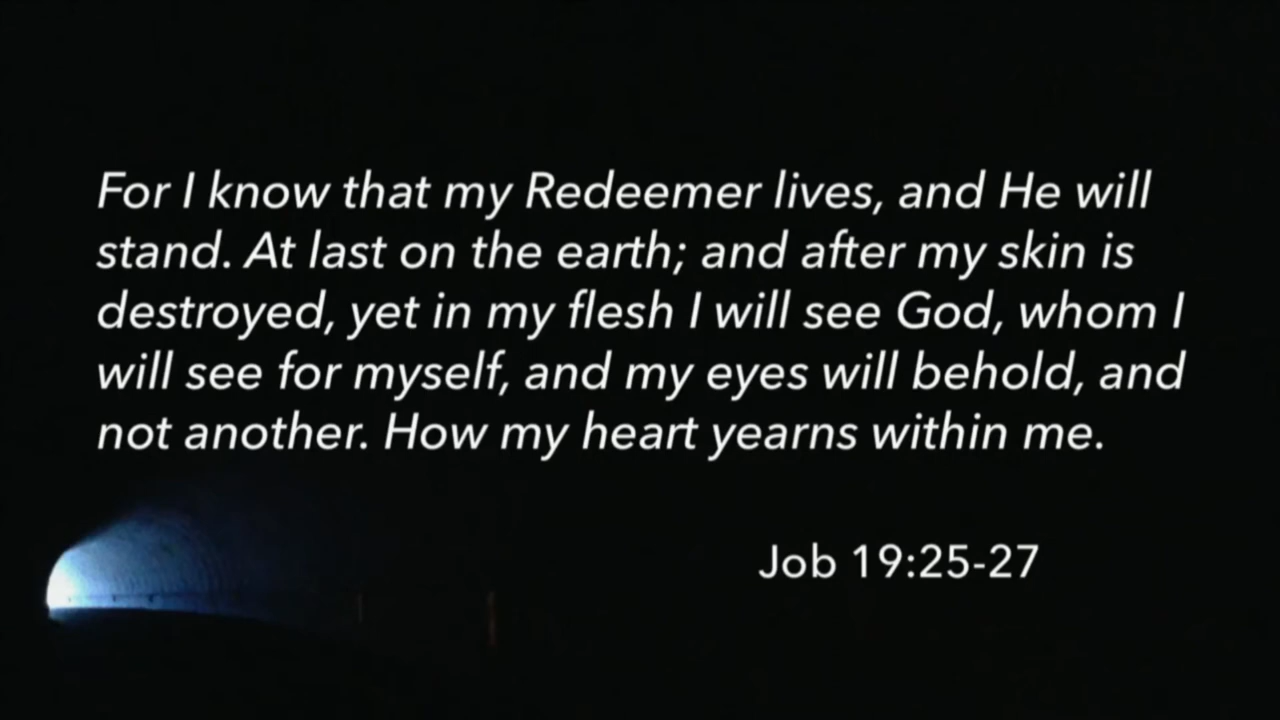 For I know that my Redeemer lives, and He will
stand. At last on the earth; and after my skin is
destroyed, yet in my flesh I will see God, whom I
will see for myself, and my eyes will behold, and
not another. How my heart yearns within me.
Job 19:25-27